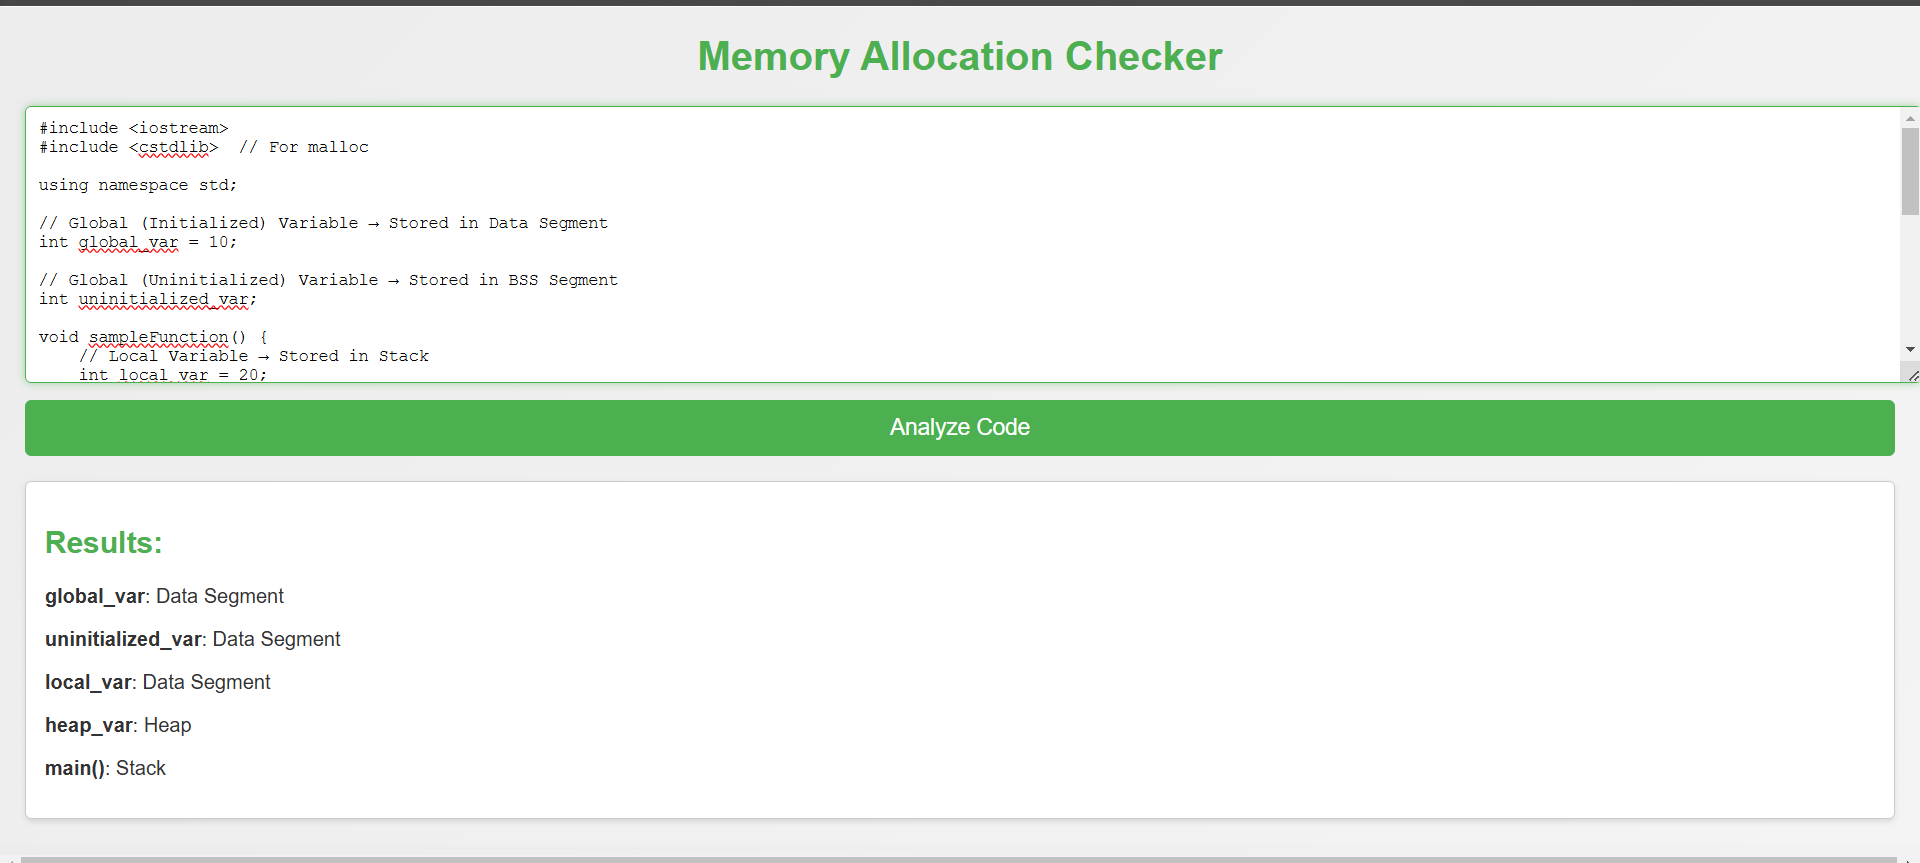 Memory Allocation Checker
#include <iostream>
#include <cstdlib>  // For malloc
using namespace std;
// Global (Initialized) Variable → Stored in Data Segment
int global_var = 10;
// Global (Uninitialized) Variable → Stored in BSS Segment
int uninitialized_var;
void sampleFunction() {
    // Local Variable → Stored in Stack
    int local_var = 20;
Analyze Code
Results:
global_var: Data Segment
uninitialized_var: Data Segment
local_var: Data Segment
heap_var: Heap
main(): Stack